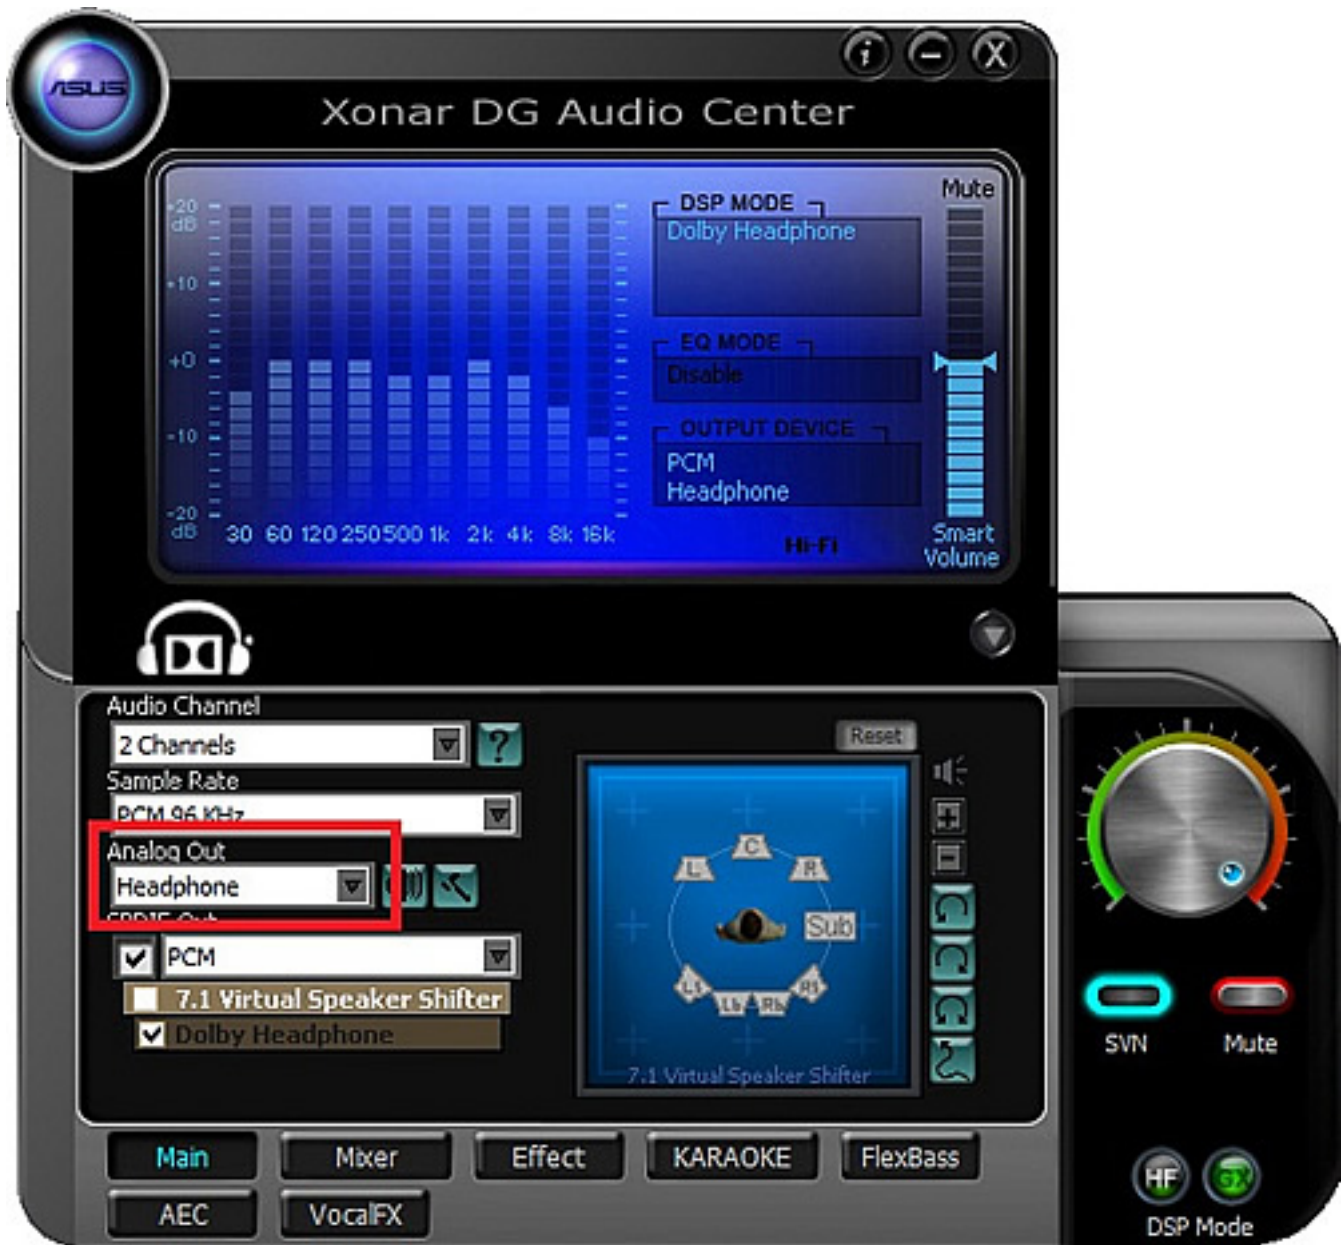 ASUS
Xonar DG Audio Center
+20
dB
+10
+0
-10
-20
dB
30 60 120 250 500 1k 2k 4k 8k 16k
DSP MODE
Dolby Headphone
EQ MODE
Disable
OUTPUT DEVICE
PCM
Headphone
Hi-Fi
Mute
Smart
Volume
Audio Channel
2 Channels
?
Sample Rate
PCM 96 KHz
Analog Out
Headphone
SPDIF Out
PCM
7.1 Virtual Speaker Shifter
Dolby Headphone
Reset
L C R
Sub
Ls Lb Rb Rs
7.1 Virtual Speaker Shifter
SVN Mute
HF GX
DSP Mode
Main Mixer Effect KARAOKE FlexBass
AEC VocalFX